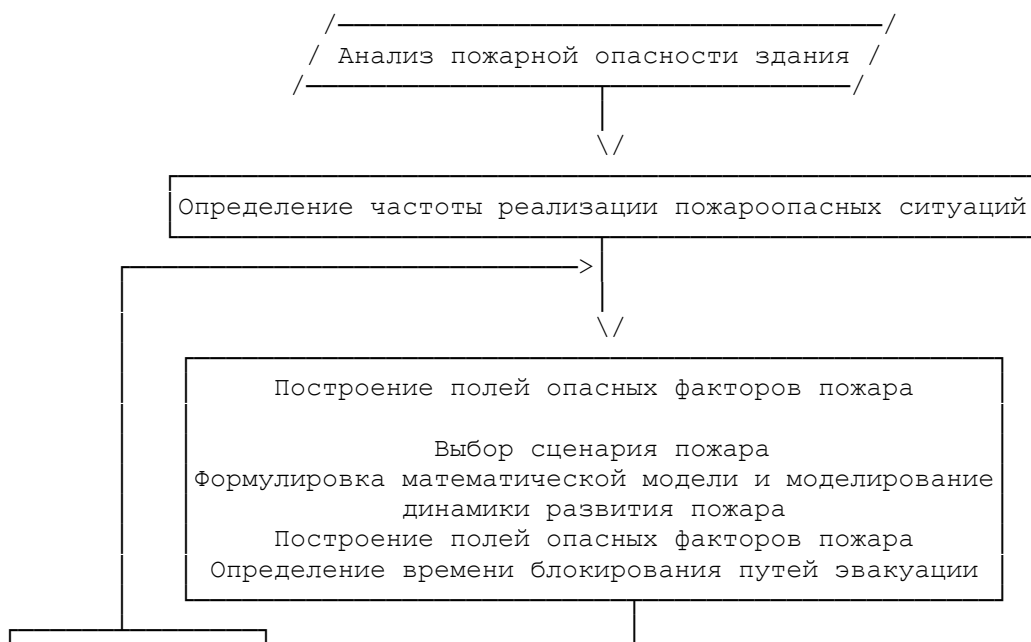 Анализ пожарной опасности здания
Определение частоты реализации пожароопасных ситуаций
Построение полей опасных факторов пожара
Выбор сценария пожара
Формулировка математической модели и моделирование
динамики развития пожара
Построение полей опасных факторов пожара
Определение времени блокирования путей эвакуации